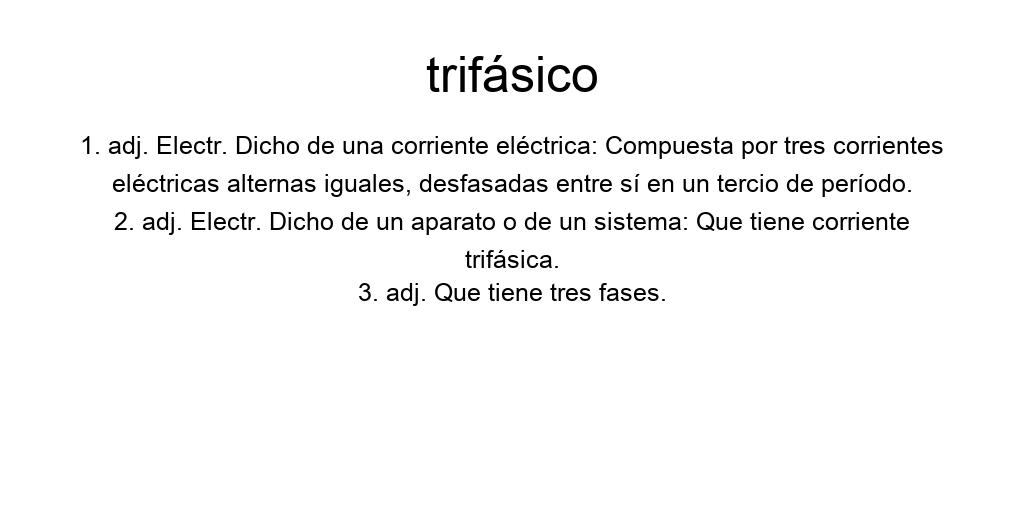 trifásico
1. adj. Electr. Dicho de una corriente eléctrica: Compuesta por tres corrientes
eléctricas alternas iguales, desfasadas entre sí en un tercio de período.
2. adj. Electr. Dicho de un aparato o de un sistema: Que tiene corriente
trifásica.
3. adj. Que tiene tres fases.